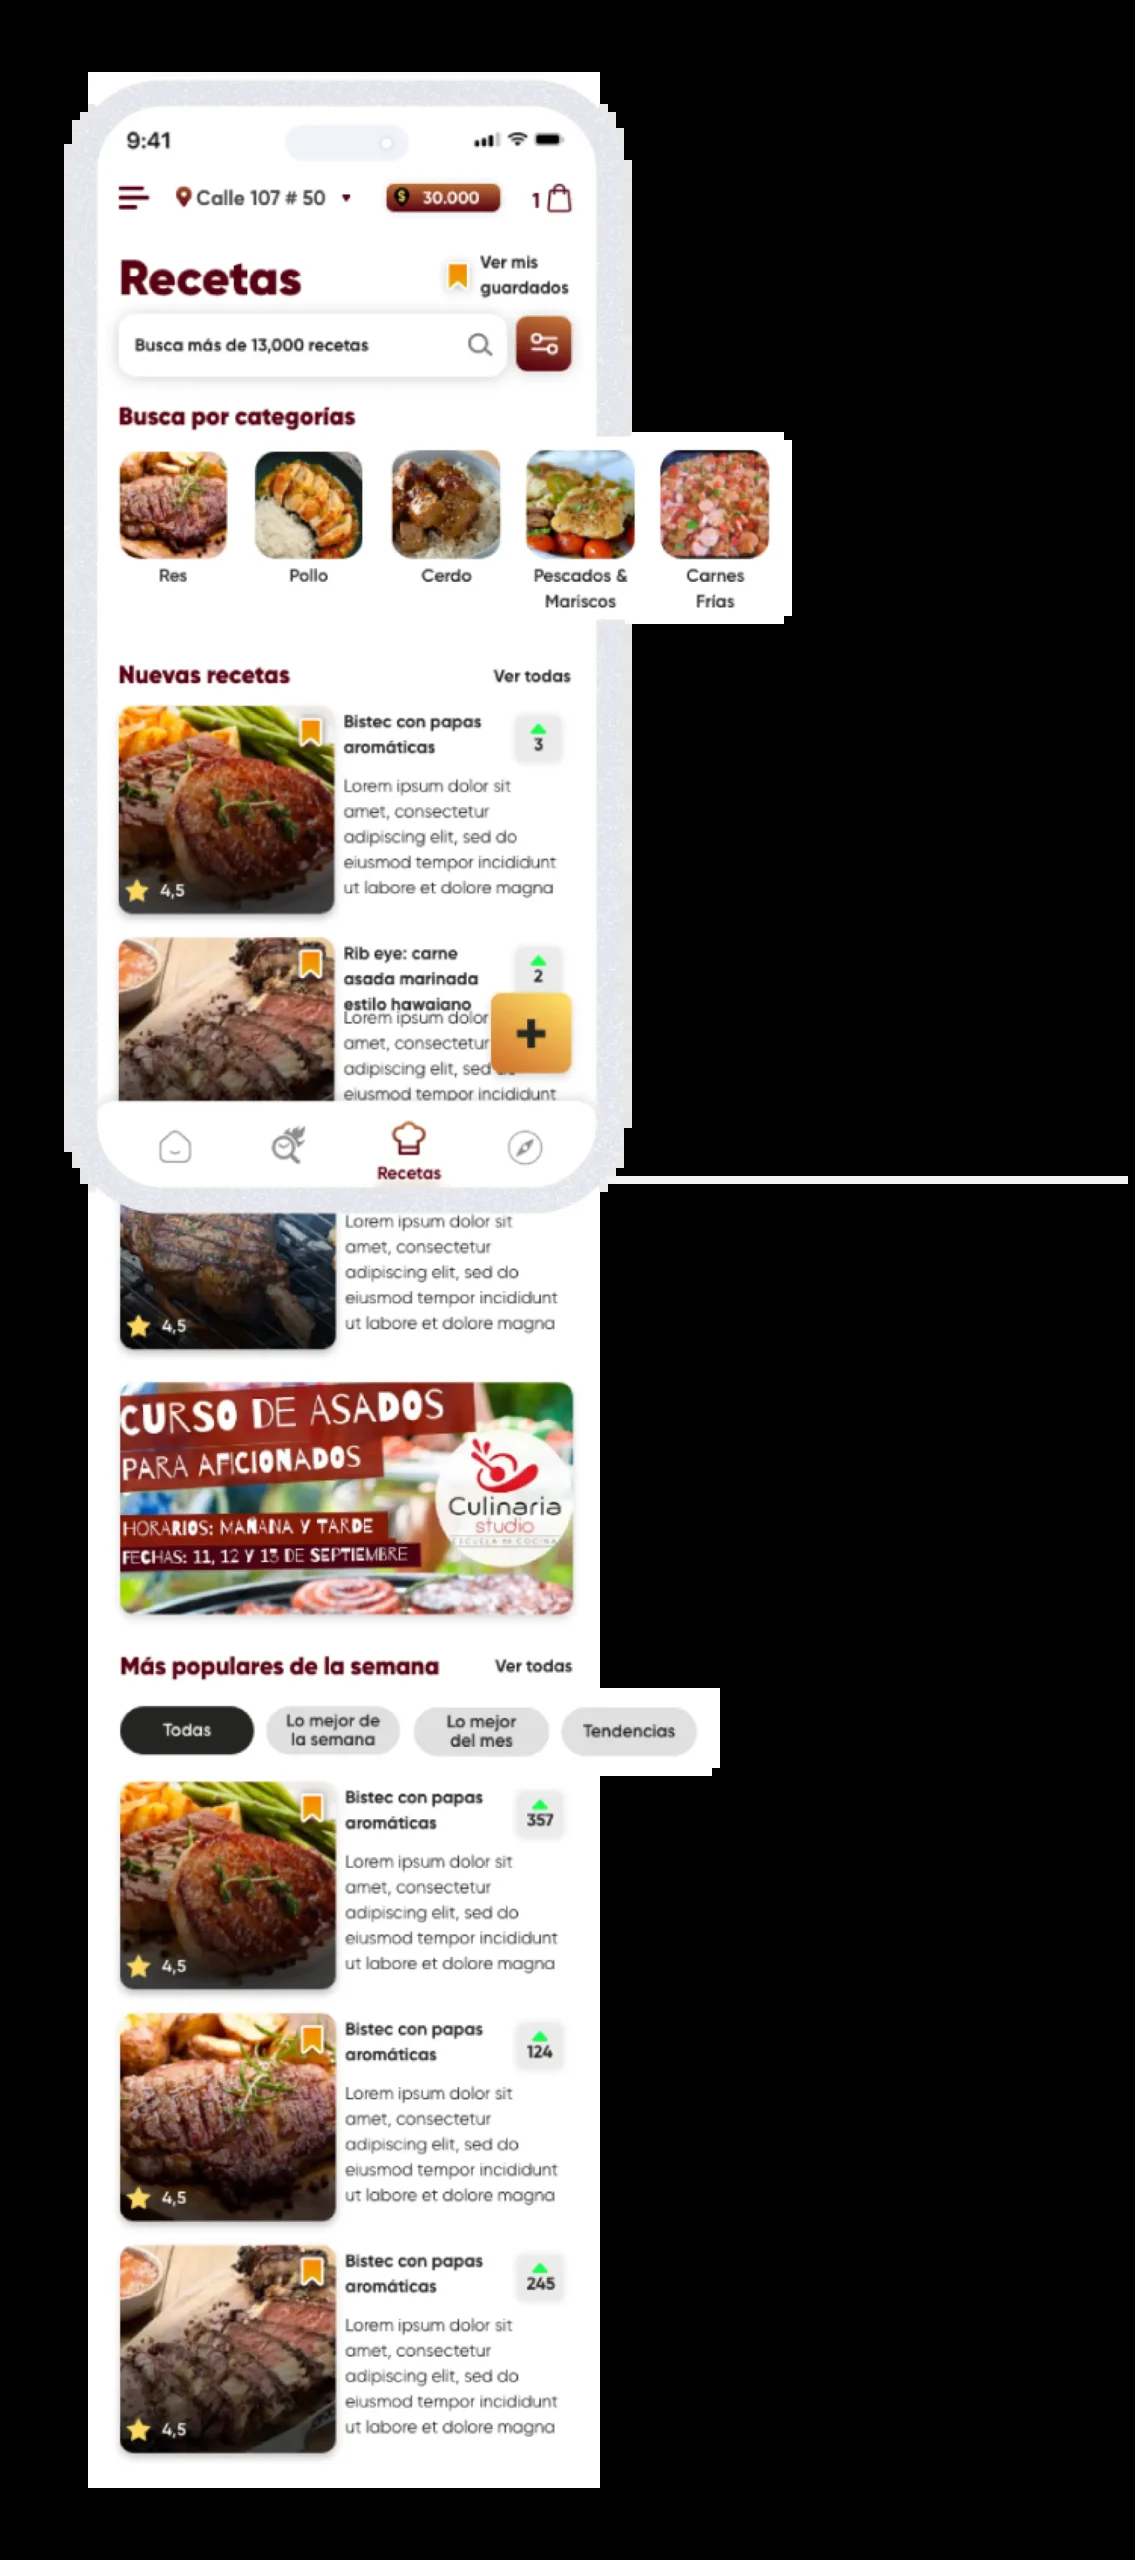 9:41
Calle 107 # 50
$ 30.000
1
Recetas
Ver mis
guardados
Busca más de 13,000 recetas
Busca por categorías
Res
Pollo
Cerdo
Pescados &
Mariscos
Carnes
Frías
Nuevas recetas
Ver todas
Bistec con papas
aromáticas
3
Lorem ipsum dolor sit
amet, consectetur
adipiscing elit, sed do
eiusmod tempor incididunt
ut labore et dolore magna
4,5
Rib eye: carne
asada marinada
estilo hawaiano
2
Lorem ipsum dolor
amet, consectetur
adipiscing elit, sed
eiusmod tempor incididunt
Recetas
Lorem ipsum dolor sit
amet, consectetur
adipiscing elit, sed do
eiusmod tempor incididunt
ut labore et dolore magna
4,5
CURSO DE ASADOS
PARA AFICIONADOS
HORARIOS: MAÑANA Y TARDE
FECHAS: 11, 12 Y 13 DE SEPTIEMBRE
Culinaria
studio
ESCUELA DE COCINA
Más populares de la semana
Ver todas
Todas
Lo mejor de
la semana
Lo mejor
del mes
Tendencias
Bistec con papas
aromáticas
357
Lorem ipsum dolor sit
amet, consectetur
adipiscing elit, sed do
eiusmod tempor incididunt
ut labore et dolore magna
4,5
Bistec con papas
aromáticas
124
Lorem ipsum dolor sit
amet, consectetur
adipiscing elit, sed do
eiusmod tempor incididunt
ut labore et dolore magna
4,5
Bistec con papas
aromáticas
245
Lorem ipsum dolor sit
amet, consectetur
adipiscing elit, sed do
eiusmod tempor incididunt
ut labore et dolore magna
4,5